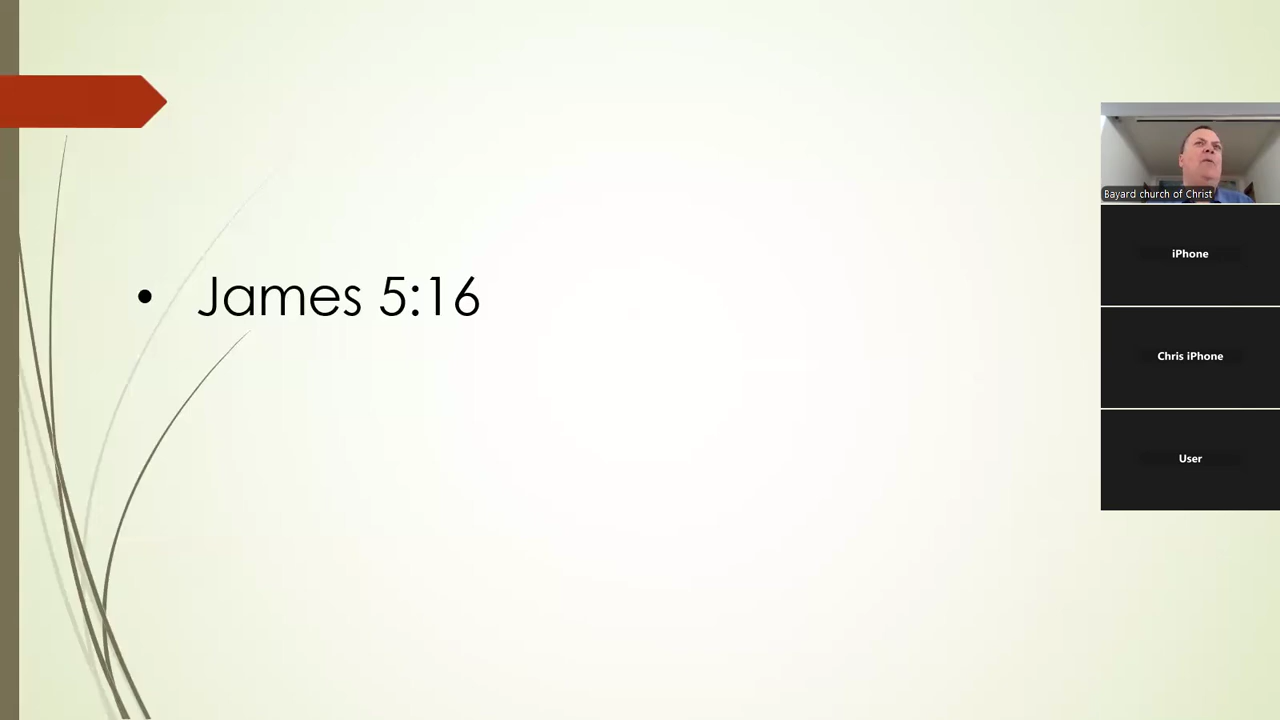 • James 5:16
Bayard church of Christ
iPhone
Chris iPhone
User